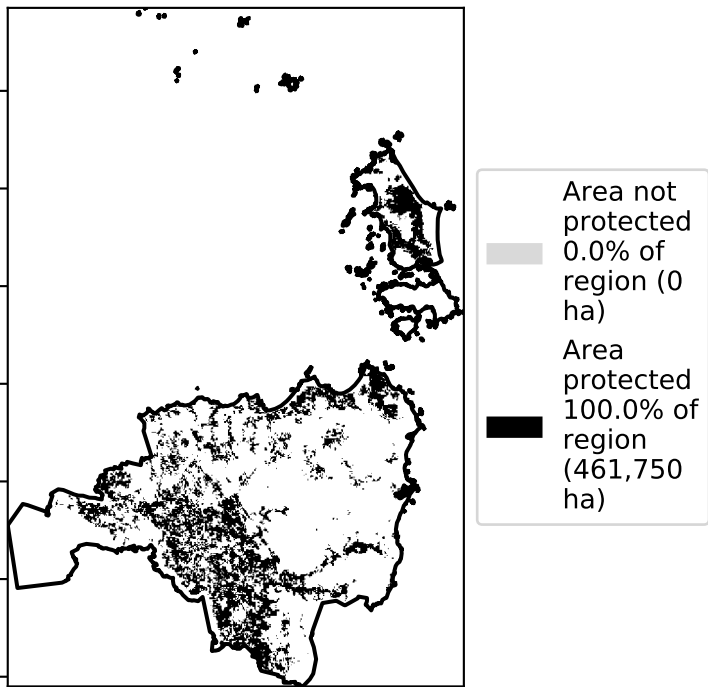 Area not
protected
0.0% of
region (0
ha)
Area
protected
100.0% of
region
(461,750
ha)